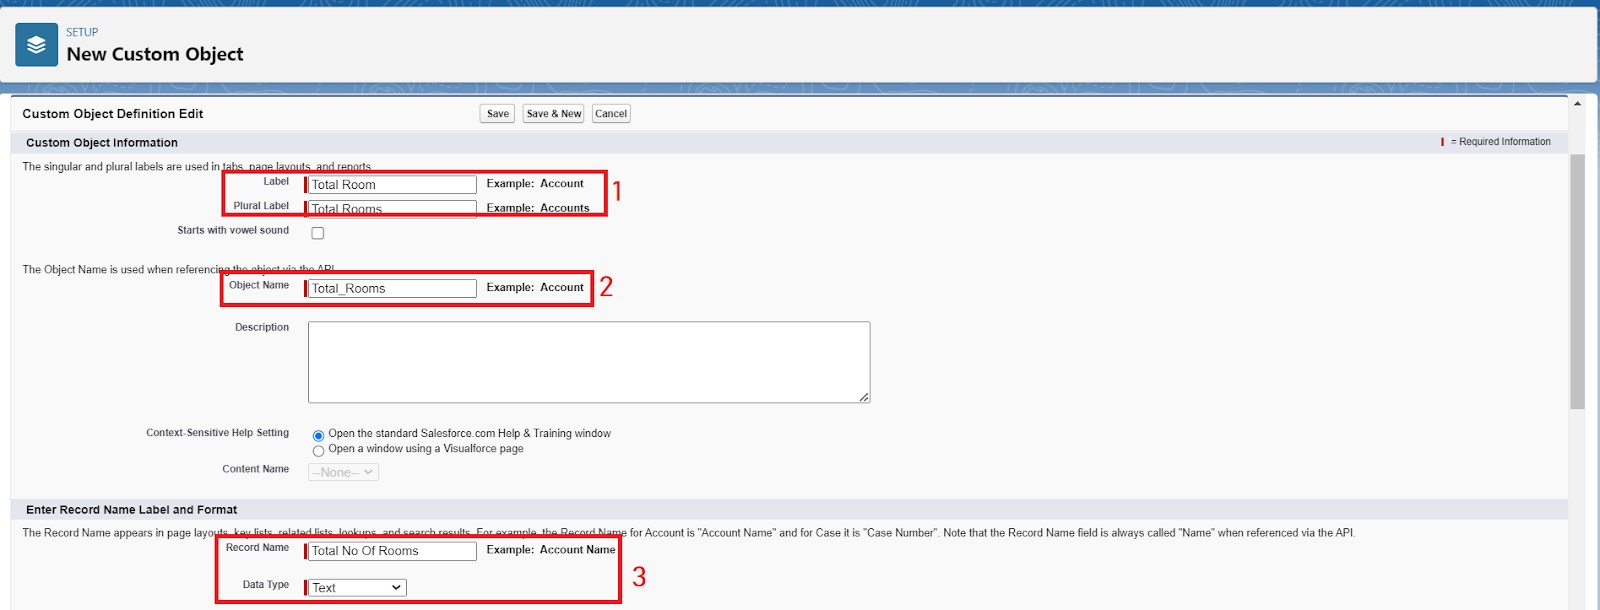 SETUP
New Custom Object
Custom Object Definition Edit Save Save & New Cancel
Custom Object Information = Required Information
The singular and plural labels are used in tabs, page layouts, and reports.
Label Total Room Example: Account 1
Plural Label Total Rooms Example: Accounts
Starts with vowel sound
The Object Name is used when referencing the object via the API.
Object Name Total_Rooms Example: Account 2
Description
Context-Sensitive Help Setting Open the standard Salesforce.com Help & Training window
Open a window using a Visualforce page
Content Name --None--
Enter Record Name Label and Format
The Record Name appears in page layouts, key lists, related lists, lookups, and search results. For example, the Record Name for Account is "Account Name" and for Case it is "Case Number". Note that the Record Name field is always called "Name" when referenced via the API.
Record Name Total No Of Rooms Example: Account Name
Data Type Text 3